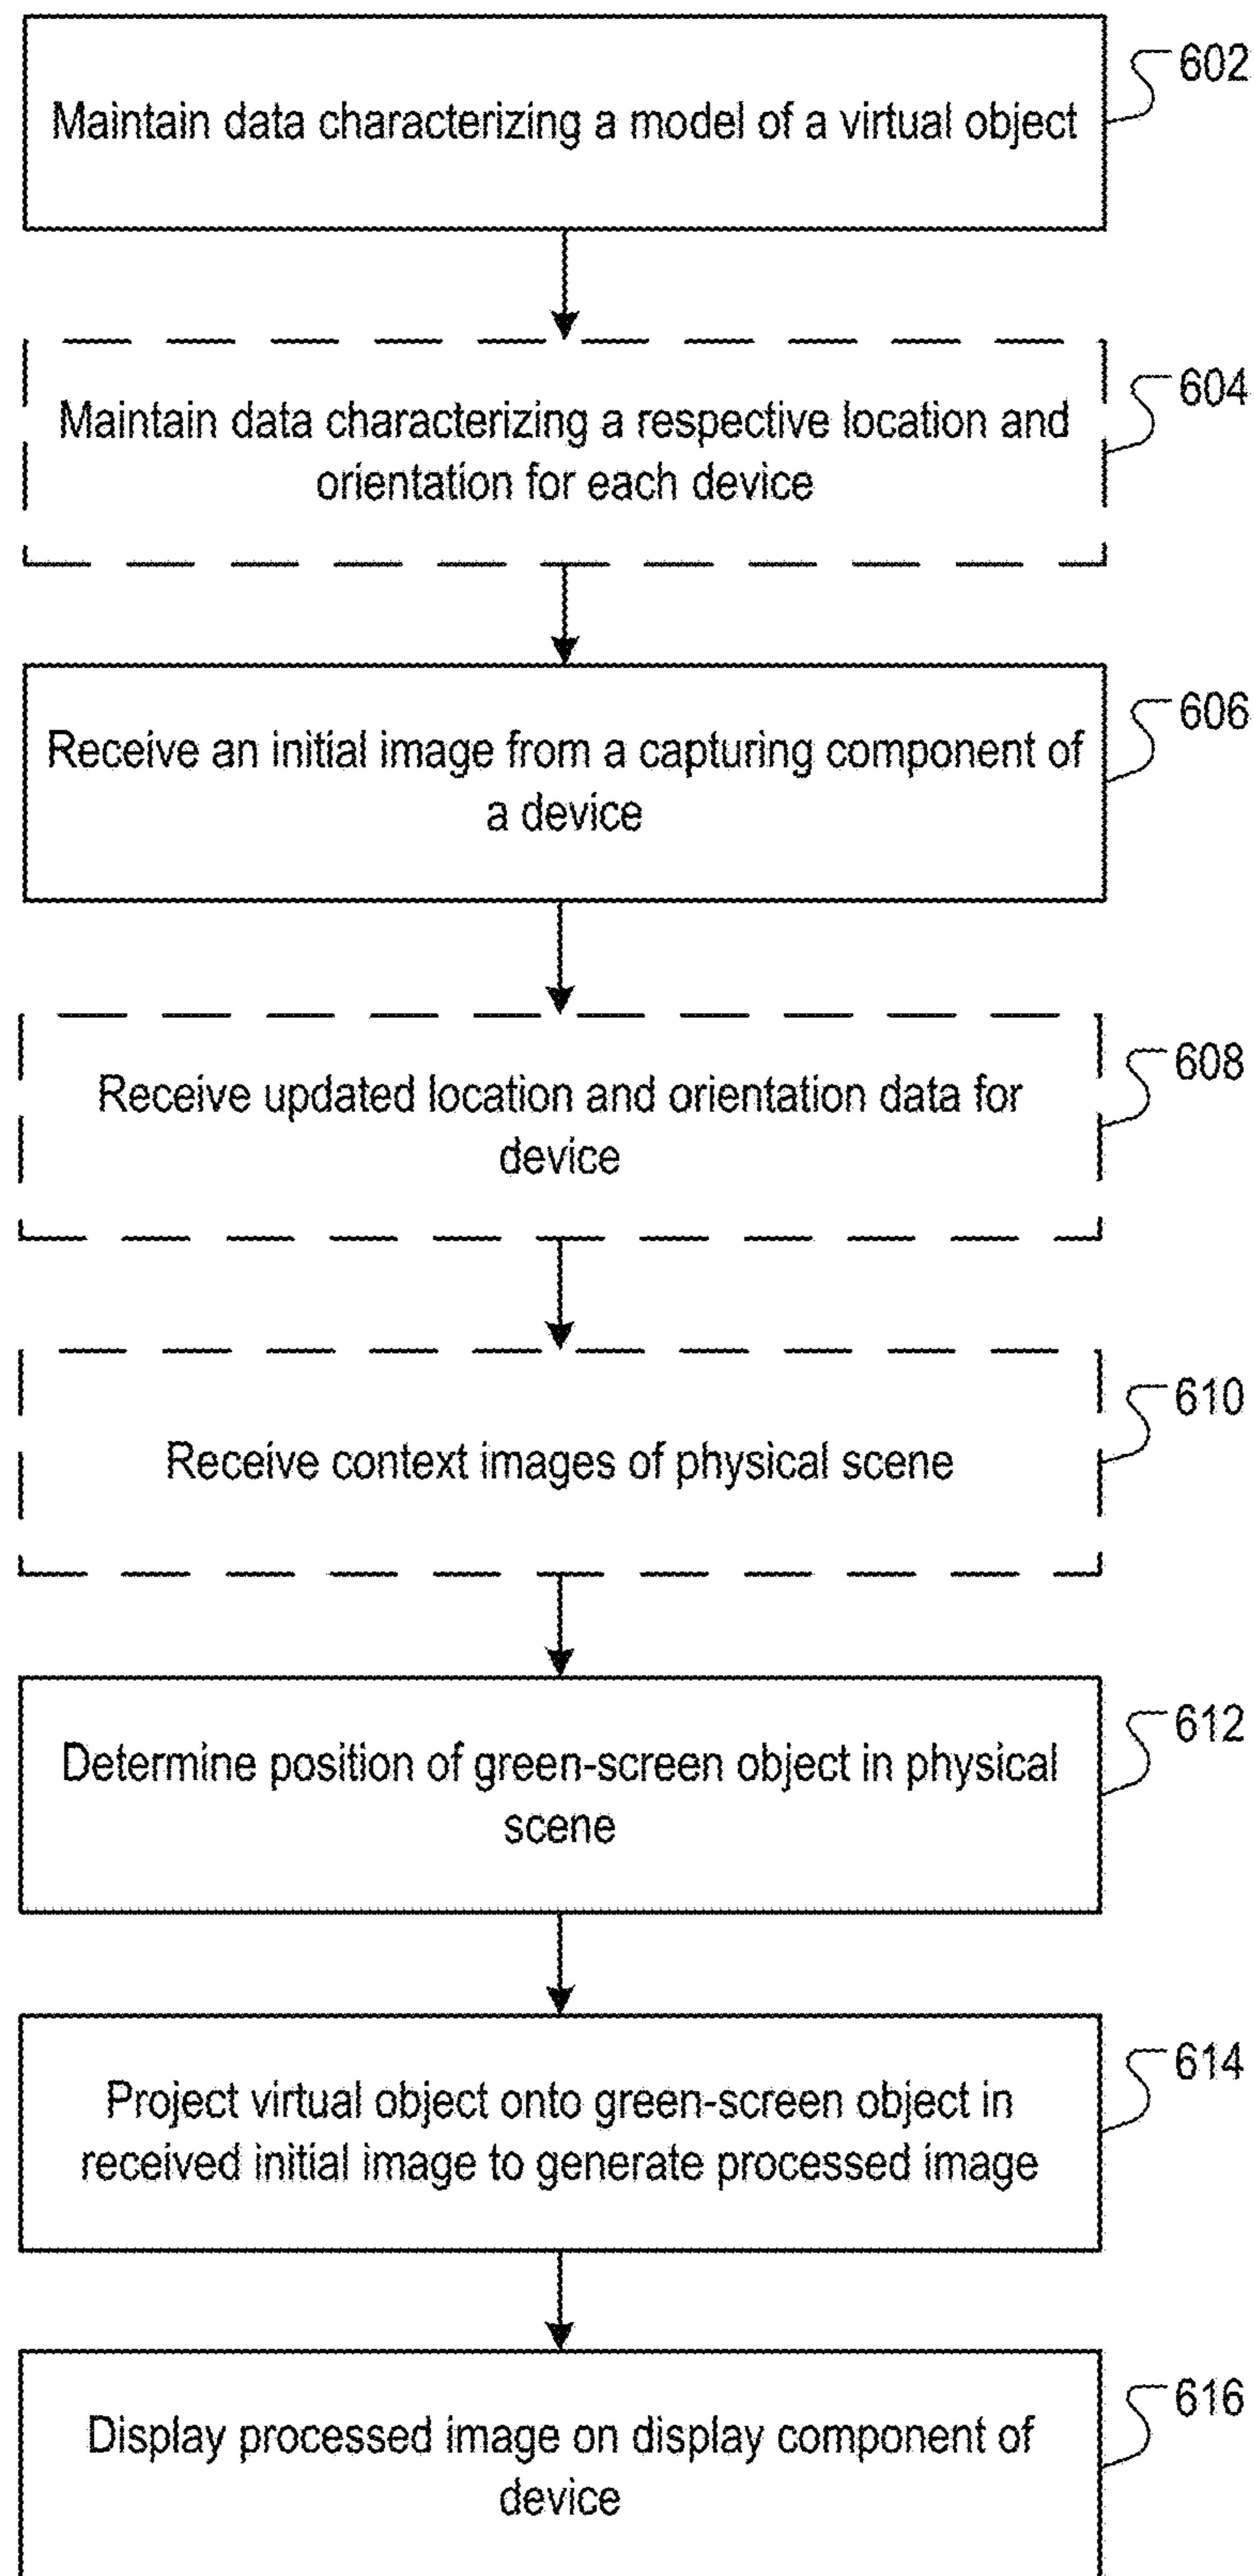 602
Maintain data characterizing a model of a virtual object
604
Maintain data characterizing a respective location and
orientation for each device
606
Receive an initial image from a capturing component of
a device
608
Receive updated location and orientation data for
device
610
Receive context images of physical scene
612
Determine position of green-screen object in physical
scene
614
Project virtual object onto green-screen object in
received initial image to generate processed image
616
Display processed image on display component of
device